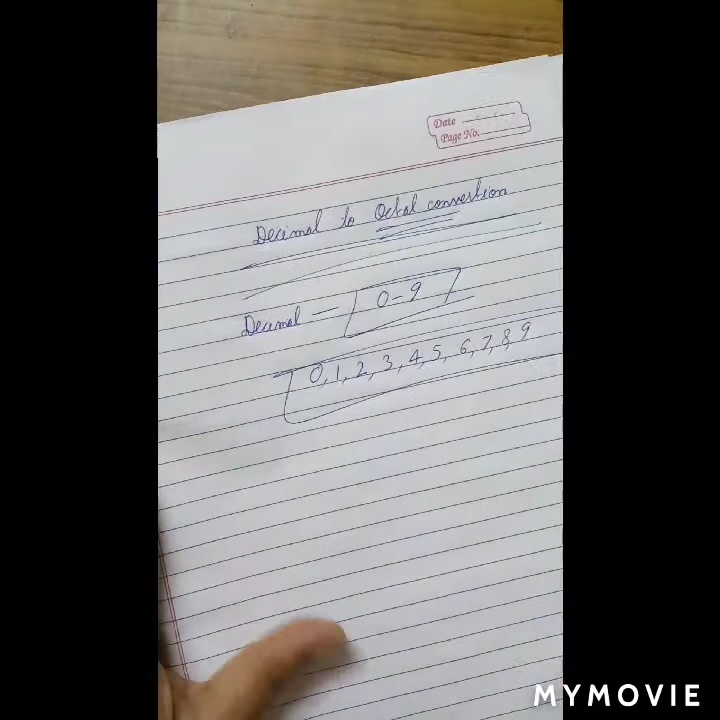 Date
Page No.
Decimal to Octal convertion
Decimal — 0-9
0, 1, 2, 3, 4, 5, 6, 7, 8, 9
MYMOVIE